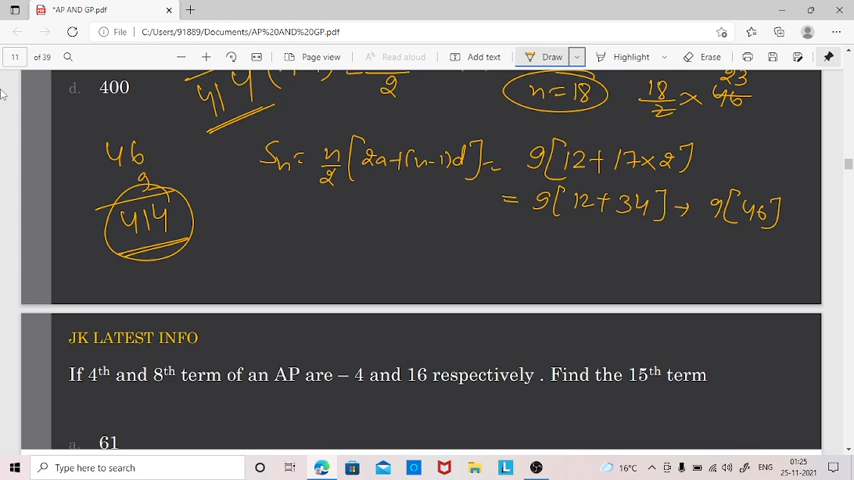 *AP AND GP.pdf
File C:/Users/91889/Documents/AP%20AND%20GP.pdf
11 of 39 Page view Read aloud Add text Draw Highlight Erase
d. 400
414
2
n = 18
18/2 × 23
46
46
9
414
Sn = n/2 [2a+(n-1)d] = 9[12+17×2]
= 9[12+34] → 9[46]
JK LATEST INFO
If 4th and 8th term of an AP are – 4 and 16 respectively . Find the 15th term
a. 61
Type here to search
16°C ENG 01:25
25-11-2021